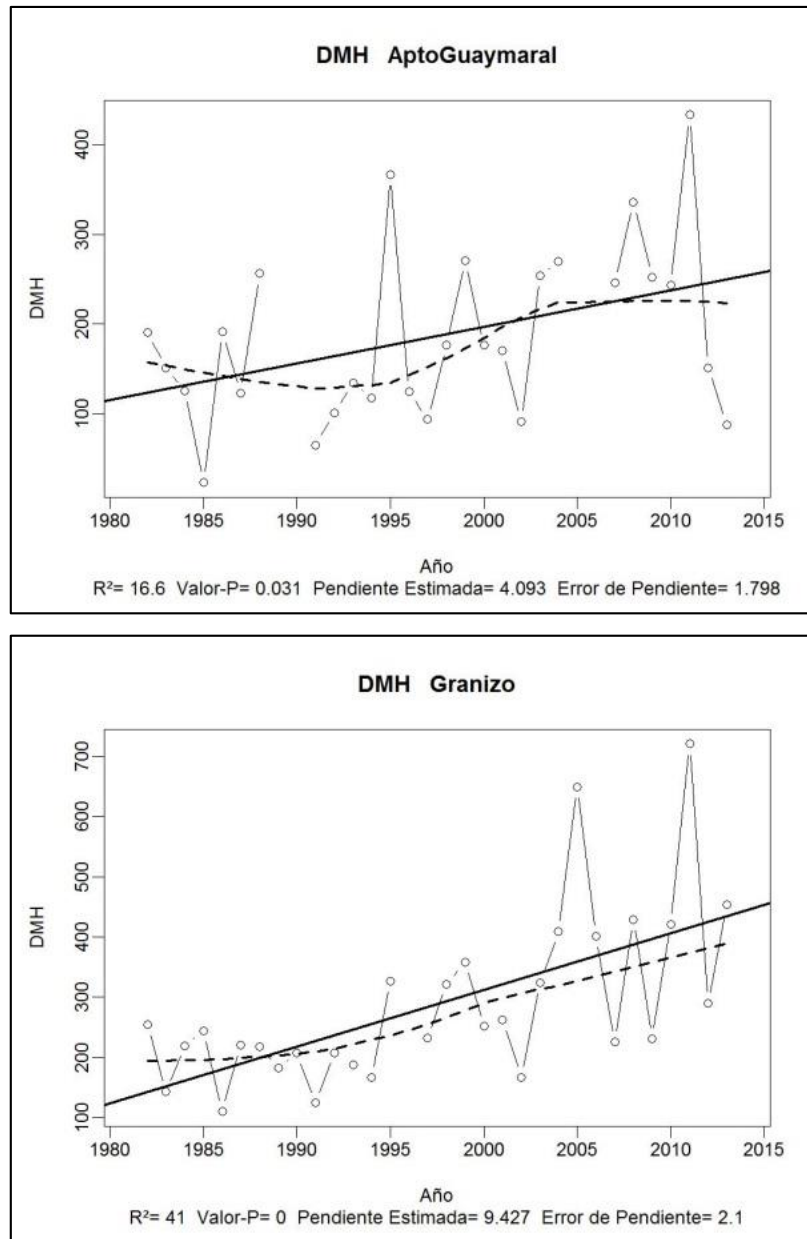 DMH AptoGuaymaral
400
300
200
100
DMH
1980 1985 1990 1995 2000 2005 2010 2015
Año
R²= 16.6 Valor-P= 0.031 Pendiente Estimada= 4.093 Error de Pendiente= 1.798
DMH Granizo
700
600
500
400
300
200
100
DMH
1980 1985 1990 1995 2000 2005 2010 2015
Año
R²= 41 Valor-P= 0 Pendiente Estimada= 9.427 Error de Pendiente= 2.1